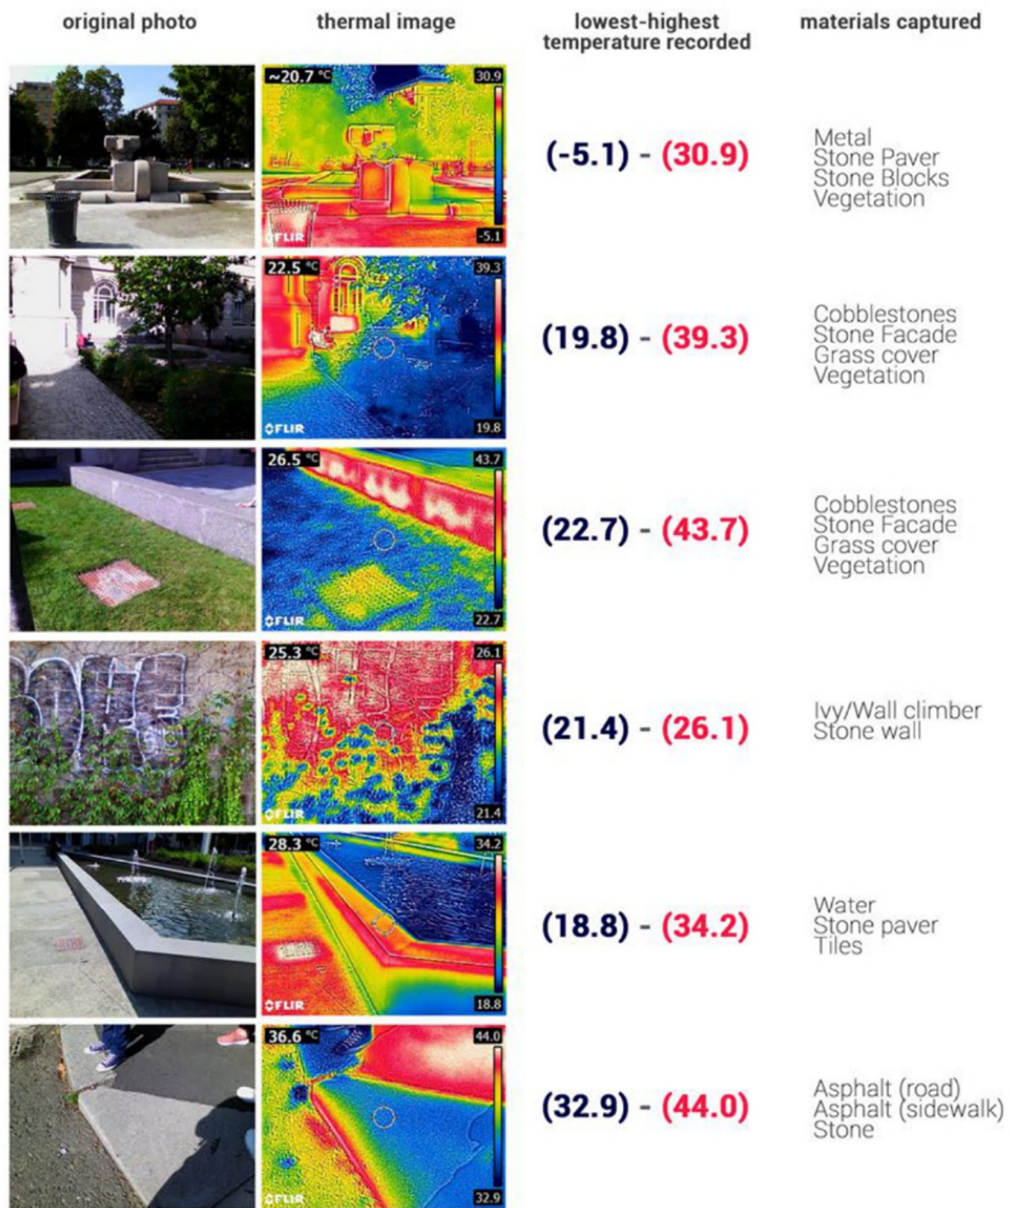 original photo
thermal image
lowest-highest
temperature recorded
materials captured
~20.7 °C
30.9
-5.1
FLIR
(-5.1) - (30.9)
Metal
Stone Paver
Stone Blocks
Vegetation
22.5 °C
39.3
19.8
FLIR
(19.8) - (39.3)
Cobblestones
Stone Facade
Grass cover
Vegetation
26.5 °C
43.7
22.7
FLIR
(22.7) - (43.7)
Cobblestones
Stone Facade
Grass cover
Vegetation
25.3 °C
26.1
21.4
FLIR
(21.4) - (26.1)
Ivy/Wall climber
Stone wall
28.3 °C
34.2
18.8
FLIR
(18.8) - (34.2)
Water
Stone paver
Tiles
36.6 °C
44.0
32.9
FLIR
(32.9) - (44.0)
Asphalt (road)
Asphalt (sidewalk)
Stone